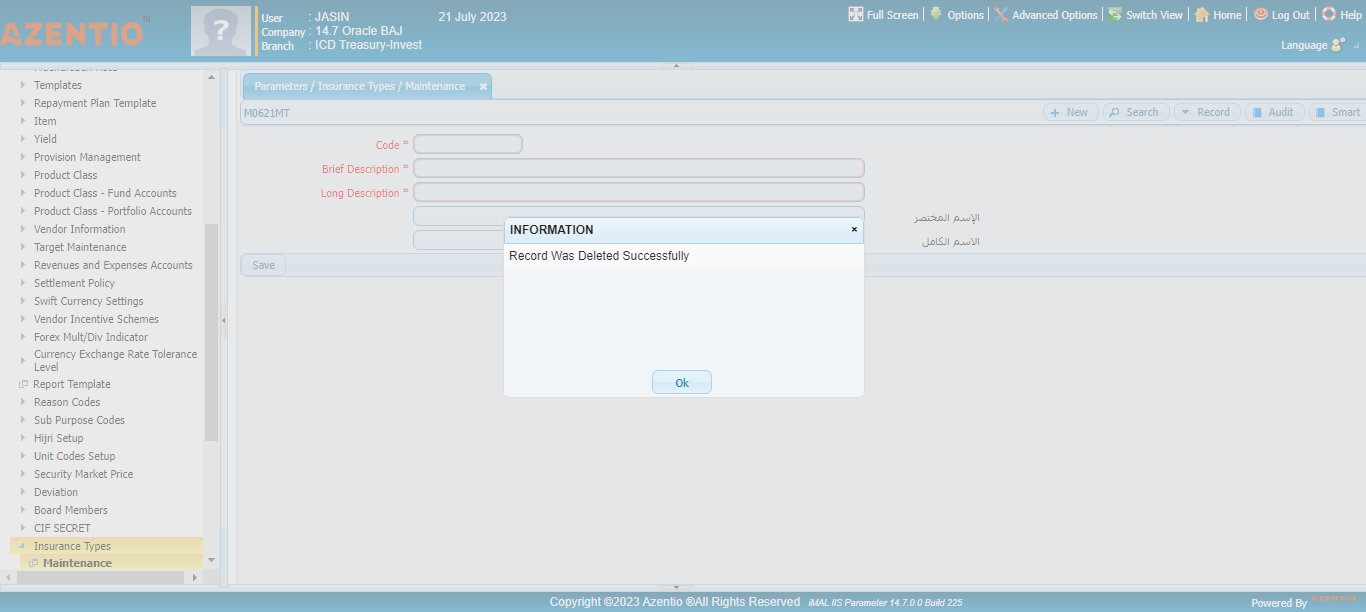 AZENTIO™
User : JASIN 21 July 2023
Company : 14.7 Oracle BAJ
Branch : ICD Treasury-Invest
Full Screen Options Advanced Options Switch View Home Log Out Help
Language
Templates
Repayment Plan Template
Item
Yield
Provision Management
Product Class
Product Class - Fund Accounts
Product Class - Portfolio Accounts
Vendor Information
Target Maintenance
Revenues and Expenses Accounts
Settlement Policy
Swift Currency Settings
Vendor Incentive Schemes
Forex Mult/Div Indicator
Currency Exchange Rate Tolerance
Level
Report Template
Reason Codes
Sub Purpose Codes
Hijri Setup
Unit Codes Setup
Security Market Price
Deviation
Board Members
CIF SECRET
Insurance Types
Maintenance
Parameters / Insurance Types / Maintenance ×
M0621MT
+ New Search Record Audit Smart
Code *
Brief Description *
Long Description *
الإسم المختصر
الاسم الكامل
Save
INFORMATION ×
Record Was Deleted Successfully
Ok
Copyright ©2023 Azentio ®All Rights Reserved iMAL IIS Parameter 14.7.0.0 Build 225
Powered By AZENTIO